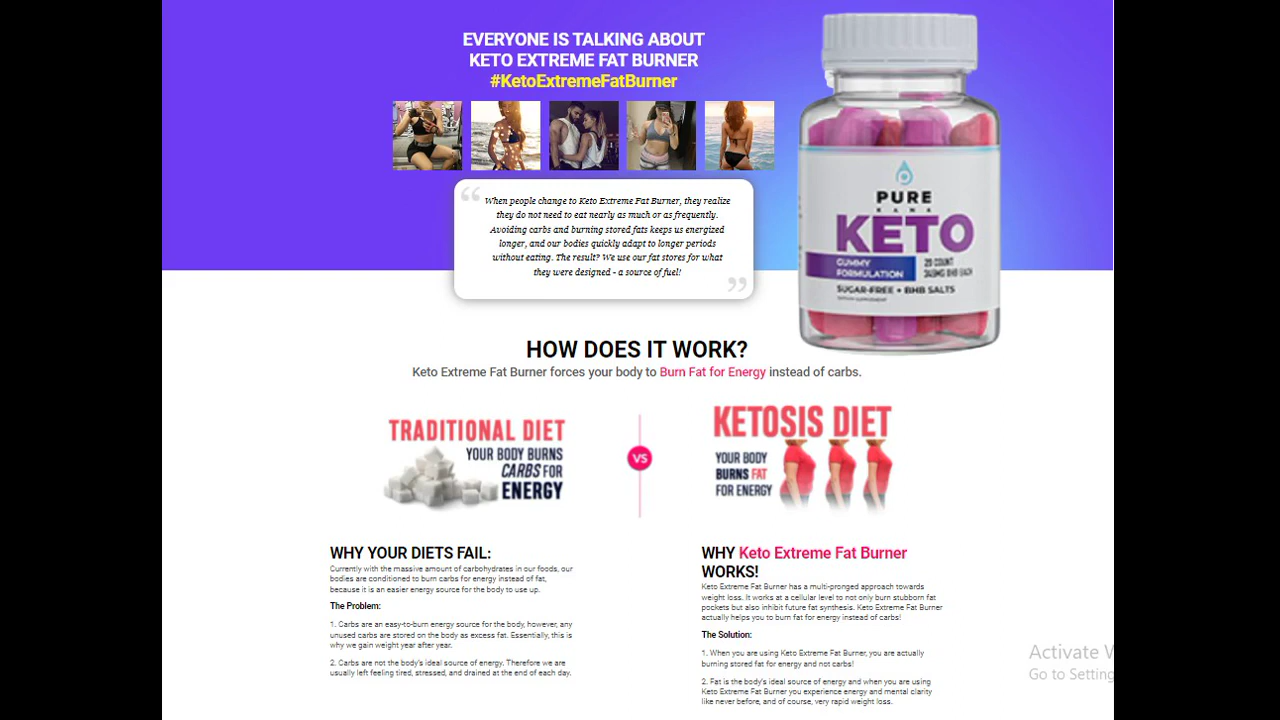 EVERYONE IS TALKING ABOUT
KETO EXTREME FAT BURNER
#KetoExtremeFatBurner
“
When people change to Keto Extreme Fat Burner, they realize
they do not need to eat nearly as much or as frequently.
Avoiding carbs and burning stored fats keeps us energized
longer, and our bodies quickly adapt to longer periods
without eating. The result? We use our fat stores for what
they were designed - a source of fuel!
”
PURE
KETO
GUMMY
FORMULATION
COUNT
BHB EACH
SUGAR-FREE + BHB SALTS
HOW DOES IT WORK?
Keto Extreme Fat Burner forces your body to Burn Fat for Energy instead of carbs.
TRADITIONAL DIET
YOUR BODY BURNS
CARBS FOR
ENERGY
VS
KETOSIS DIET
YOUR BODY
BURNS FAT
FOR ENERGY
WHY YOUR DIETS FAIL:
Currently with the massive amount of carbohydrates in our foods, our
bodies are conditioned to burn carbs for energy instead of fat,
because it is an easier energy source for the body to use up.
The Problem:
1. Carbs are an easy-to-burn energy source for the body, however, any
unused carbs are stored on the body as excess fat. Essentially, this is
why we gain weight year after year.
2. Carbs are not the body's ideal source of energy. Therefore we are
usually left feeling tired, stressed, and drained at the end of each day.
WHY Keto Extreme Fat Burner
WORKS!
Keto Extreme Fat Burner has a multi-pronged approach towards
weight loss. It works at a cellular level to not only burn stubborn fat
pockets but also inhibit future fat synthesis. Keto Extreme Fat Burner
actually helps you to burn fat for energy instead of carbs!
The Solution:
1. When you are using Keto Extreme Fat Burner, you are actually
burning stored fat for energy and not carbs!
2. Fat is the body's ideal source of energy and when you are using
Keto Extreme Fat Burner you experience energy and mental clarity
like never before, and of course, very rapid weight loss.
Activate W
Go to Setting